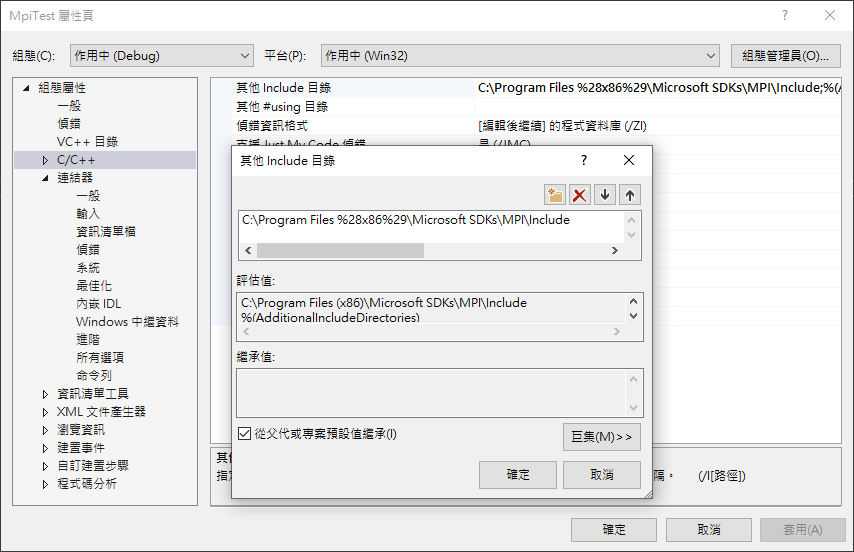 MpiTest 屬性頁
組態(C): 作用中 (Debug) 平台(P): 作用中 (Win32) 組態管理員(O)...
組態屬性
一般
偵錯
VC++ 目錄
C/C++
連結器
一般
輸入
資訊清單檔
偵錯
系統
最佳化
內嵌 IDL
Windows 中繼資料
進階
所有選項
命令列
資訊清單工具
XML 文件產生器
瀏覽資訊
建置事件
自訂建置步驟
程式碼分析
其他 Include 目錄 C:\Program Files %28x86%29\Microsoft SDKs\MPI\Include;%(A
其他 #using 目錄
偵錯資訊格式 [編輯後繼續] 的程式資料庫 (/ZI)
支援 Just My Code 偵錯 是 (/JMC)
其他 Include 目錄
C:\Program Files %28x86%29\Microsoft SDKs\MPI\Include
評估值:
C:\Program Files (x86)\Microsoft SDKs\MPI\Include
%(AdditionalIncludeDirectories)
繼承值:
從父代或專案預設值繼承(I)
巨集(M)>>
確定 取消
其
指定 隔。 (/I[路徑])
確定 取消 套用(A)